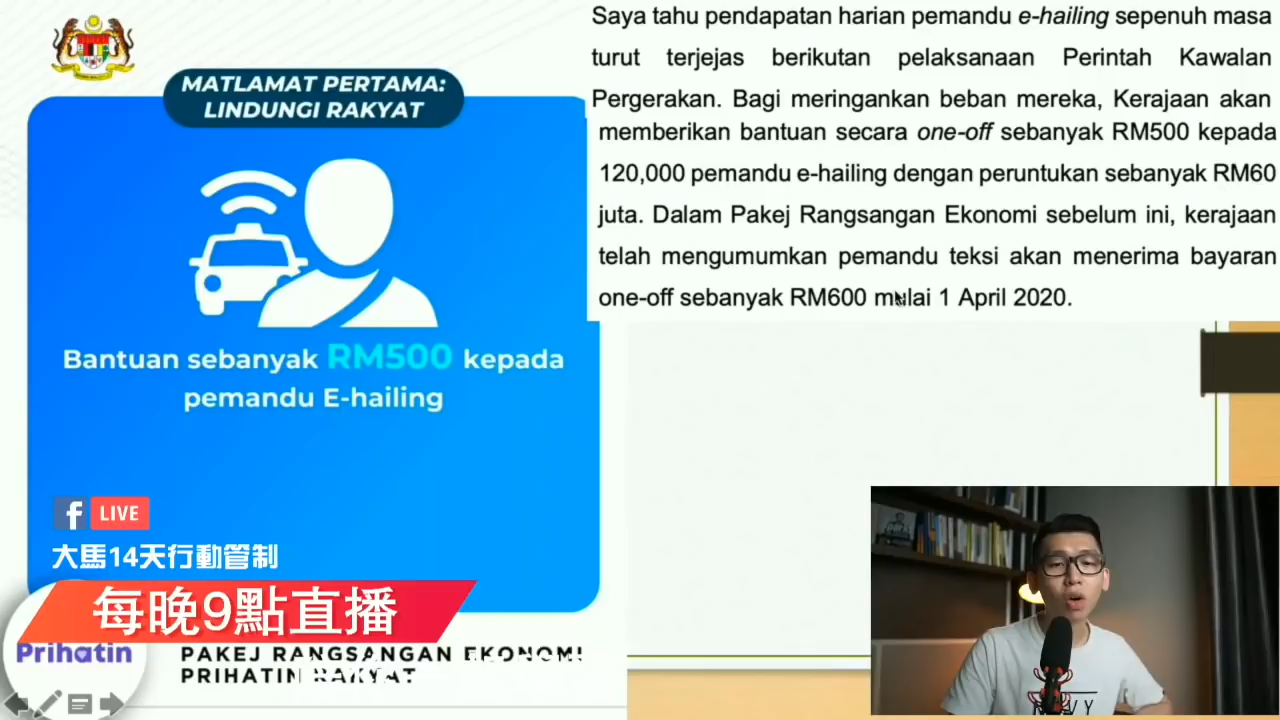 MATLAMAT PERTAMA:
LINDUNGI RAKYAT
Bantuan sebanyak RM500 kepada
pemandu E-hailing
Saya tahu pendapatan harian pemandu e-hailing sepenuh masa
turut terjejas berikutan pelaksanaan Perintah Kawalan
Pergerakan. Bagi meringankan beban mereka, Kerajaan akan
memberikan bantuan secara one-off sebanyak RM500 kepada
120,000 pemandu e-hailing dengan peruntukan sebanyak RM60
juta. Dalam Pakej Rangsangan Ekonomi sebelum ini, kerajaan
telah mengumumkan pemandu teksi akan menerima bayaran
one-off sebanyak RM600 mulai 1 April 2020.
f LIVE
大馬14天行動管制
每晚9點直播
Prihatin
PAKEJ RANGSANGAN EKONOMI
PRIHATIN RAKYAT